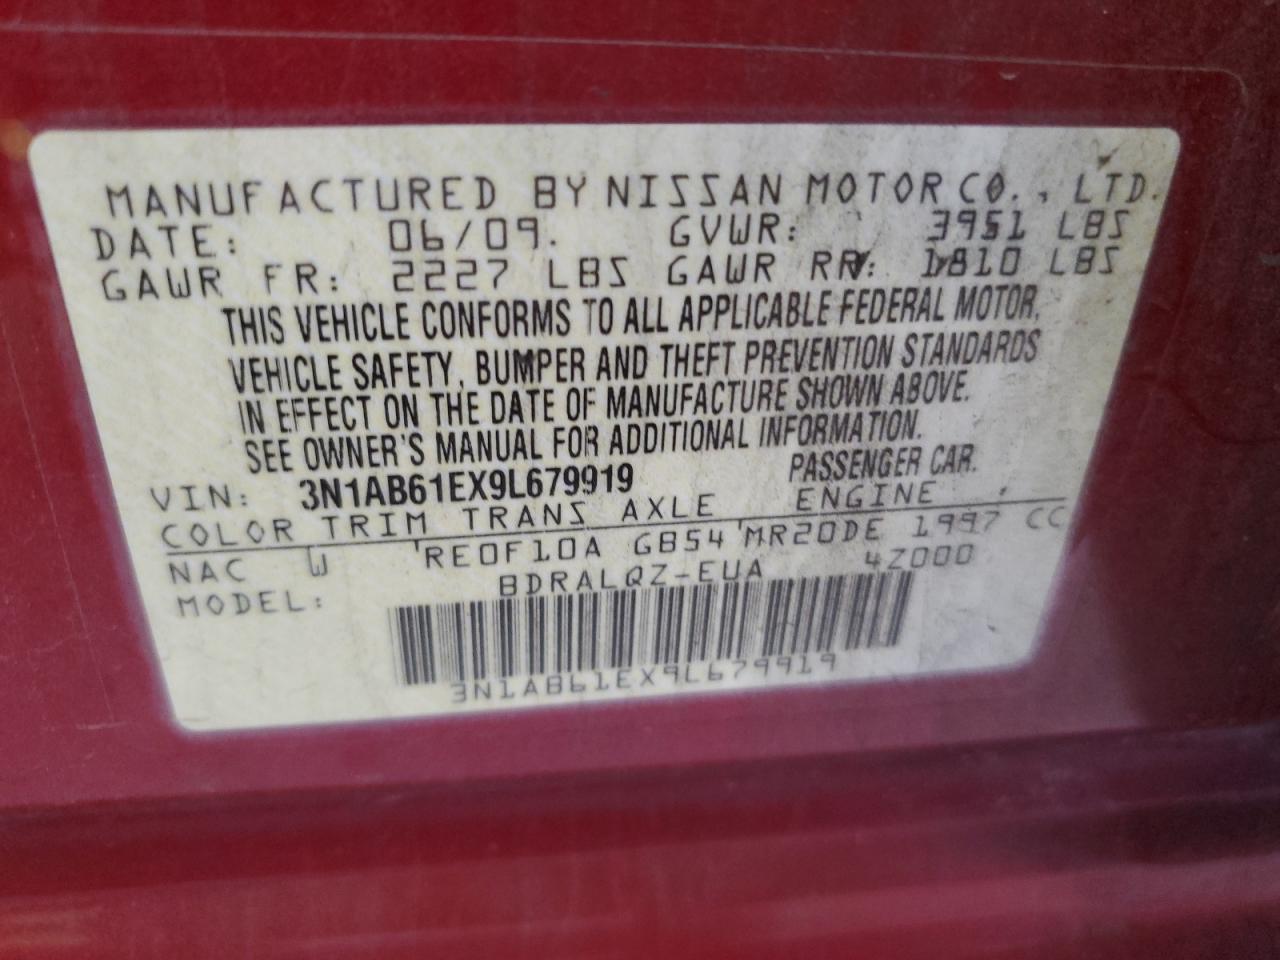 MANUFACTURED BY NISSAN MOTOR CO., LTD.
DATE: 06/09. GVWR: 3951 LBS
GAWR FR: 2227 LBS GAWR RR: 1810 LBS
THIS VEHICLE CONFORMS TO ALL APPLICABLE FEDERAL MOTOR,
VEHICLE SAFETY, BUMPER AND THEFT PREVENTION STANDARDS
IN EFFECT ON THE DATE OF MANUFACTURE SHOWN ABOVE.
SEE OWNER'S MANUAL FOR ADDITIONAL INFORMATION.
VIN: 3N1AB61EX9L679919 PASSENGER CAR.
COLOR TRIM TRANS AXLE ENGINE
NAC W RE0F10A GB54 MR20DE 1997 CC
MODEL: BDRALQZ-EUA 4Z000
3N1AB61EX9L679919